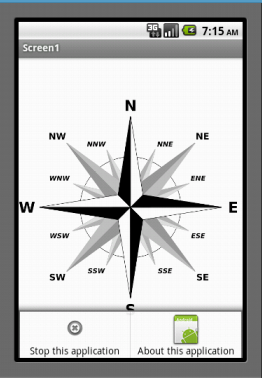 3G 7:15 AM
Screen1
N
NW NE
NNW NNE
WNW ENE
W E
WSW ESE
SSW SSE
SW SE
S
Stop this application About this application